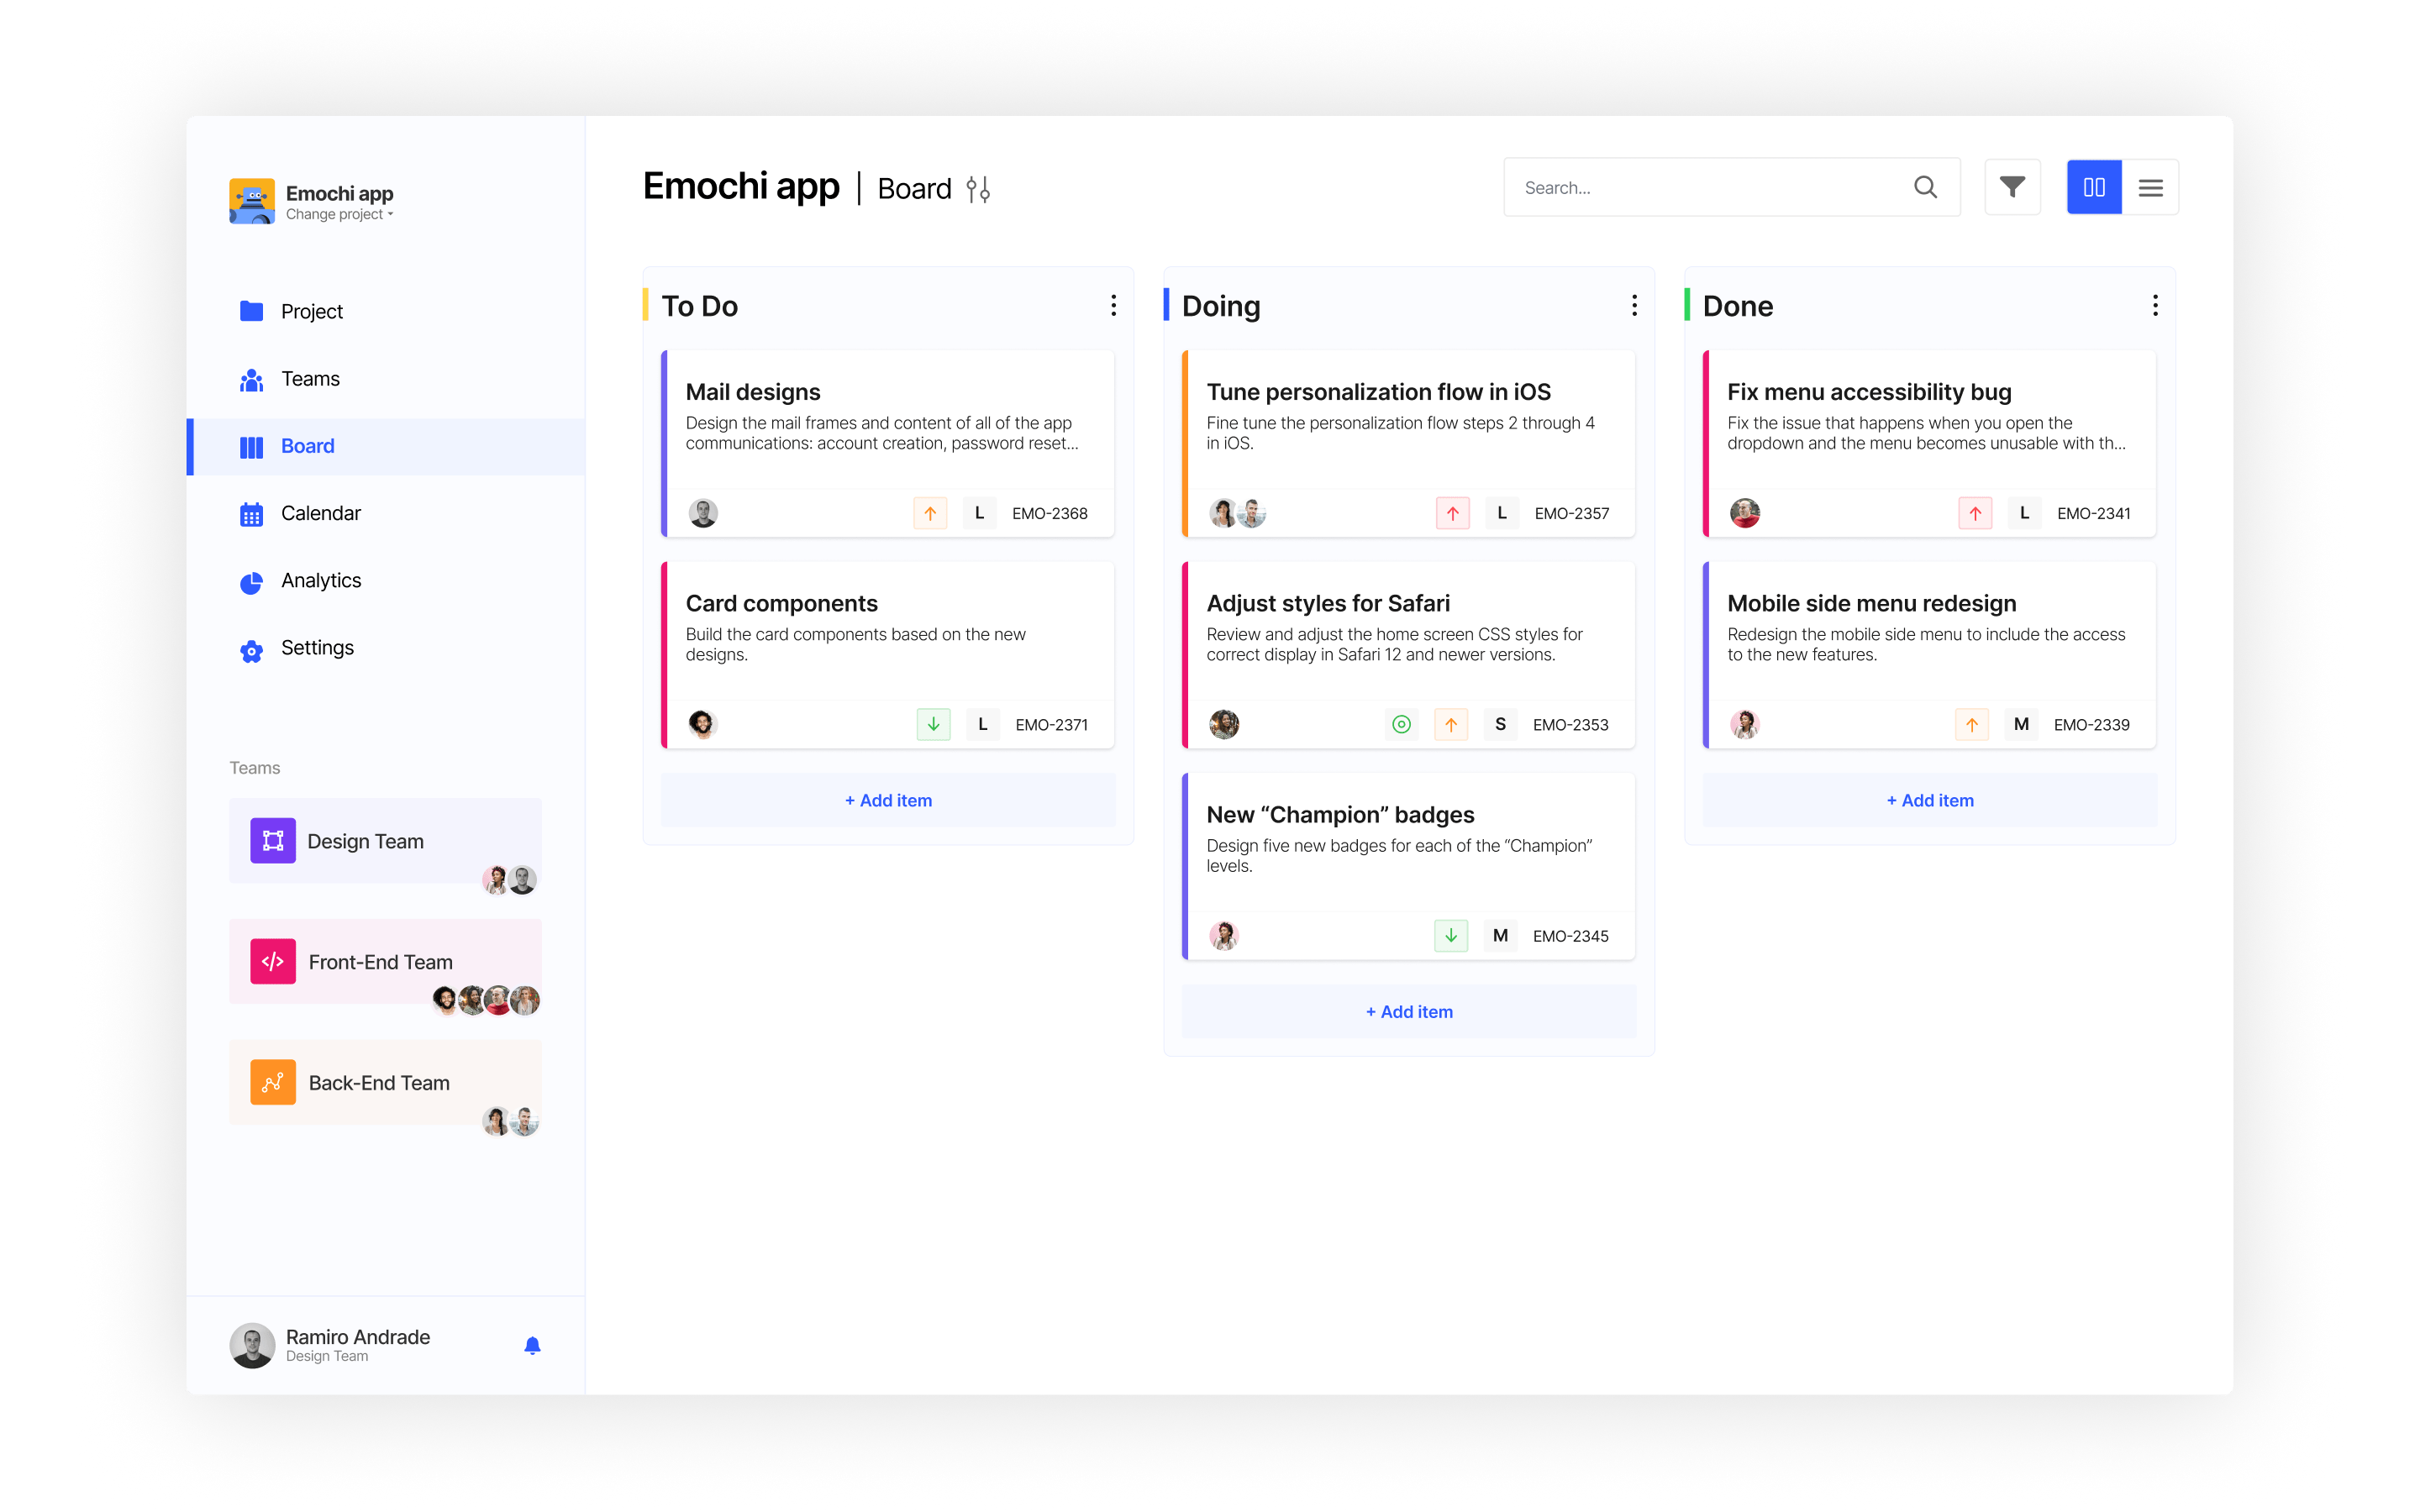 Emochi app
Change project
Project
Teams
Board
Calendar
Analytics
Settings
Teams
Design Team
Front-End Team
Back-End Team
Ramiro Andrade
Design Team
Emochi app | Board
Search...
To Do
Mail designs
Design the mail frames and content of all of the app
communications: account creation, password reset...
L EMO-2368
Card components
Build the card components based on the new
designs.
L EMO-2371
+ Add item
Doing
Tune personalization flow in iOS
Fine tune the personalization flow steps 2 through 4
in iOS.
L EMO-2357
Adjust styles for Safari
Review and adjust the home screen CSS styles for
correct display in Safari 12 and newer versions.
S EMO-2353
New “Champion” badges
Design five new badges for each of the “Champion”
levels.
M EMO-2345
+ Add item
Done
Fix menu accessibility bug
Fix the issue that happens when you open the
dropdown and the menu becomes unusable with th...
L EMO-2341
Mobile side menu redesign
Redesign the mobile side menu to include the access
to the new features.
M EMO-2339
+ Add item